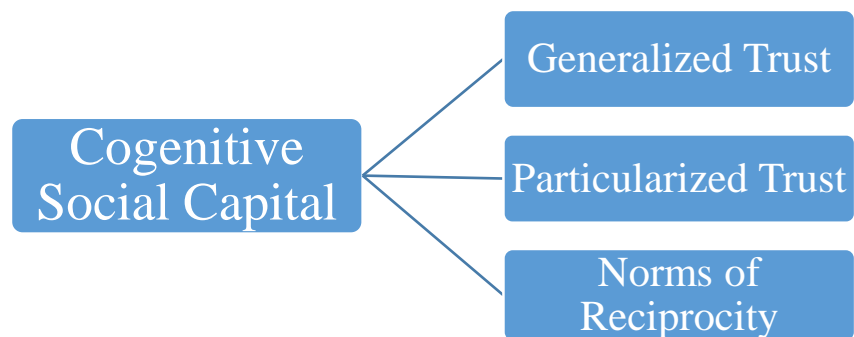 Cogenitive
Social Capital
Generalized Trust
Particularized Trust
Norms of
Reciprocity